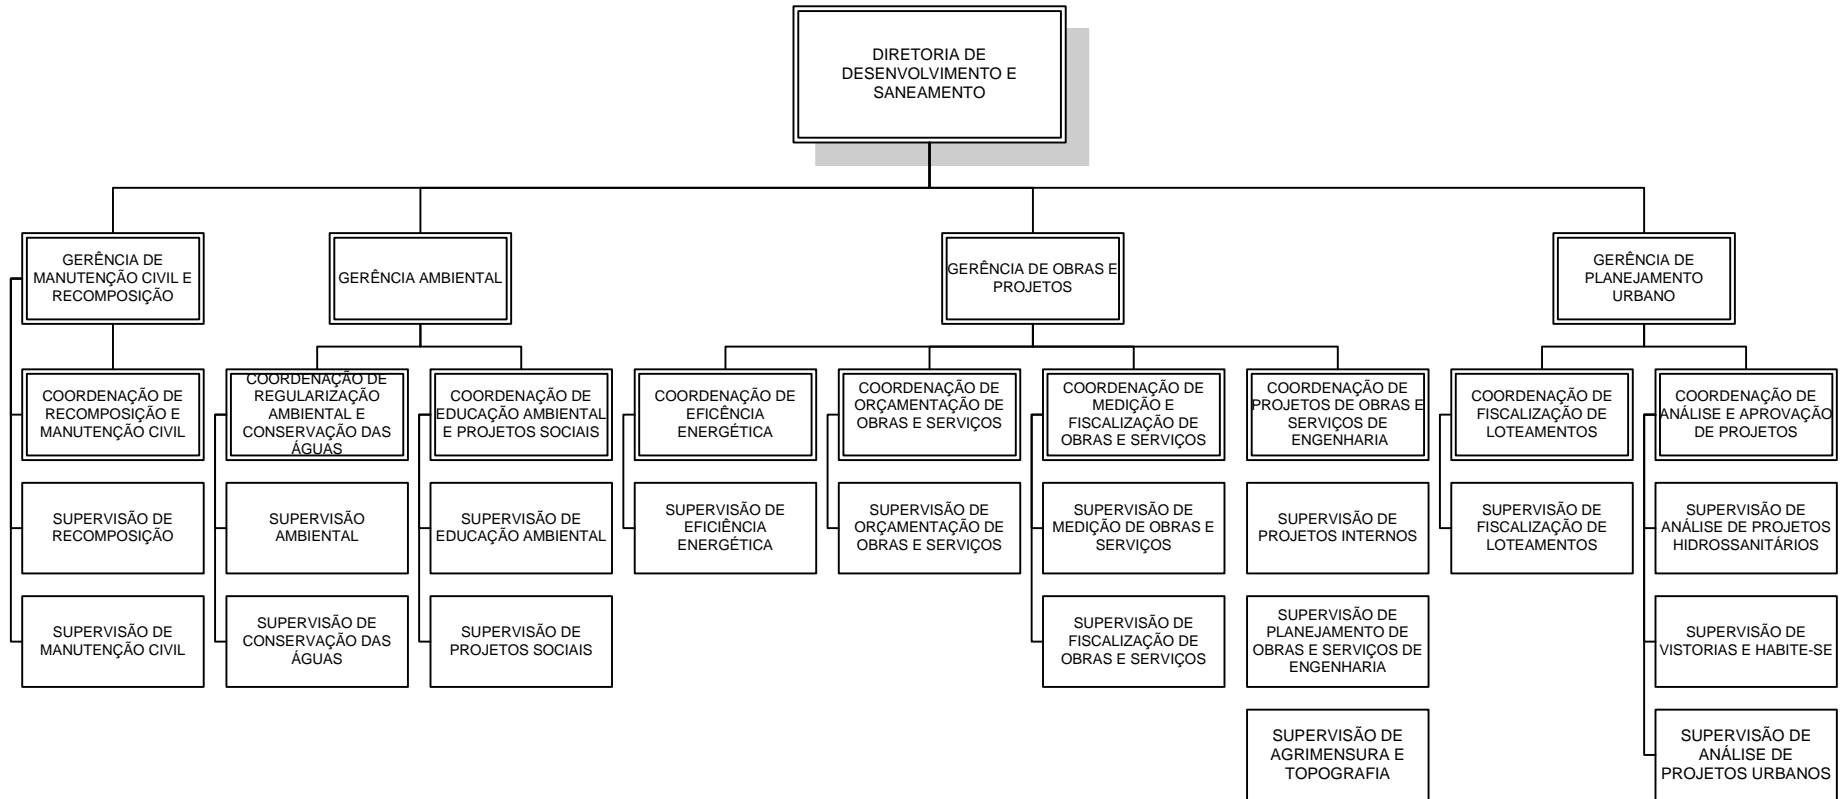 DIRETORIA DE
DESENVOLVIMENTO E
SANEAMENTO
GERÊNCIA DE
MANUTENÇÃO CIVIL E
RECOMPOSIÇÃO
GERÊNCIA AMBIENTAL
GERÊNCIA DE OBRAS E
PROJETOS
GERÊNCIA DE
PLANEJAMENTO
URBANO
COORDENAÇÃO DE
RECOMPOSIÇÃO E
MANUTENÇÃO CIVIL
COORDENAÇÃO DE
REGULARIZAÇÃO
AMBIENTAL E
CONSERVAÇÃO DAS
ÁGUAS
COORDENAÇÃO DE
EDUCAÇÃO AMBIENTAL
E PROJETOS SOCIAIS
COORDENAÇÃO DE
EFICÊNCIA
ENERGÉTICA
COORDENAÇÃO DE
ORÇAMENTAÇÃO DE
OBRAS E SERVIÇOS
COORDENAÇÃO DE
MEDIÇÃO E
FISCALIZAÇÃO DE
OBRAS E SERVIÇOS
COORDENAÇÃO DE
PROJETOS DE OBRAS E
SERVIÇOS DE
ENGENHARIA
COORDENAÇÃO DE
FISCALIZAÇÃO DE
LOTEAMENTOS
COORDENAÇÃO DE
ANÁLISE E APROVAÇÃO
DE PROJETOS
SUPERVISÃO DE
RECOMPOSIÇÃO
SUPERVISÃO
AMBIENTAL
SUPERVISÃO DE
EDUCAÇÃO AMBIENTAL
SUPERVISÃO DE
EFICIÊNCIA
ENERGÉTICA
SUPERVISÃO DE
ORÇAMENTAÇÃO DE
OBRAS E SERVIÇOS
SUPERVISÃO DE
MEDIÇÃO DE OBRAS E
SERVIÇOS
SUPERVISÃO DE
PROJETOS INTERNOS
SUPERVISÃO DE
FISCALIZAÇÃO DE
LOTEAMENTOS
SUPERVISÃO DE
ANÁLISE DE PROJETOS
HIDROSSANITÁRIOS
SUPERVISÃO DE
MANUTENÇÃO CIVIL
SUPERVISÃO DE
CONSERVAÇÃO DAS
ÁGUAS
SUPERVISÃO DE
PROJETOS SOCIAIS
SUPERVISÃO DE
FISCALIZAÇÃO DE
OBRAS E SERVIÇOS
SUPERVISÃO DE
PLANEJAMENTO DE
OBRAS E SERVIÇOS DE
ENGENHARIA
SUPERVISÃO DE
VISTORIAS E HABITE-SE
SUPERVISÃO DE
AGRIMENSURA E
TOPOGRAFIA
SUPERVISÃO DE
ANÁLISE DE
PROJETOS URBANOS